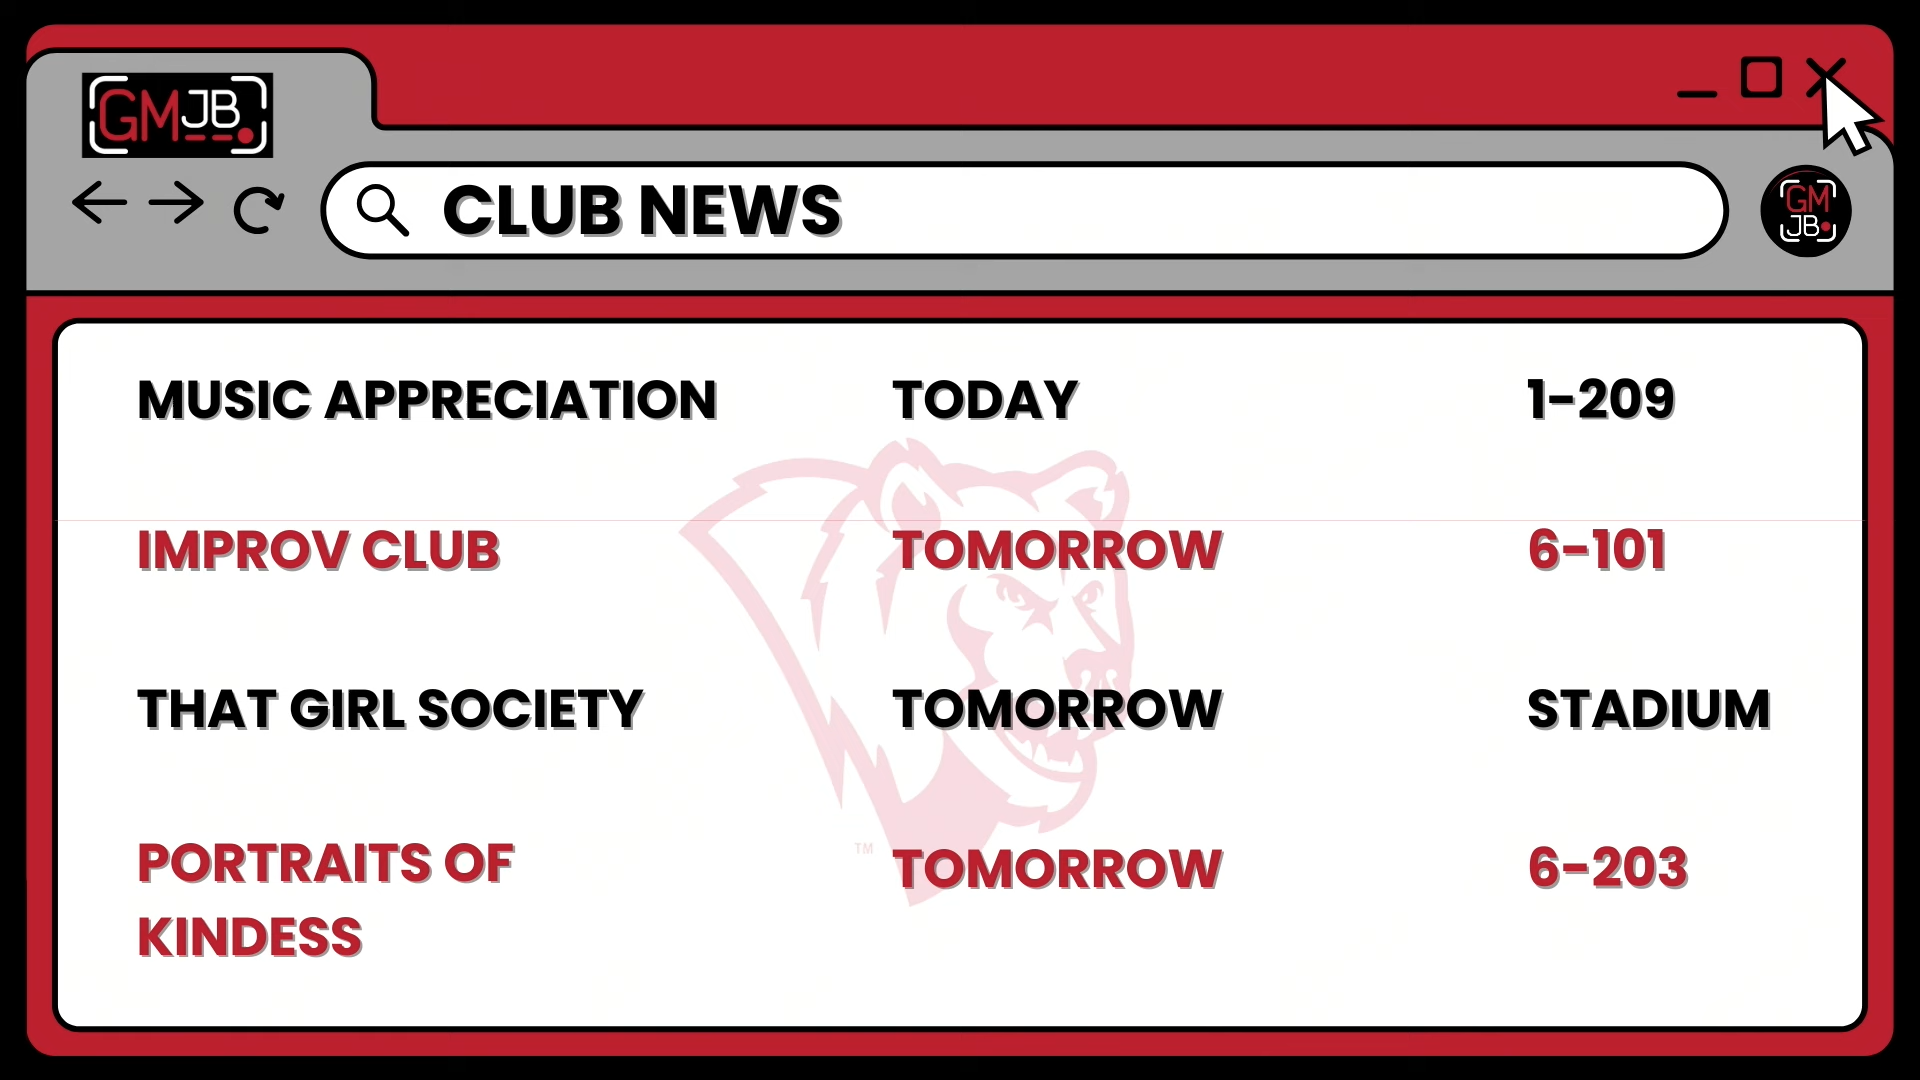 GMJB
CLUB NEWS
GM
JB
MUSIC APPRECIATION TODAY 1-209
IMPROV CLUB TOMORROW 6-101
THAT GIRL SOCIETY TOMORROW STADIUM
PORTRAITS OF KINDESS TOMORROW 6-203
TM